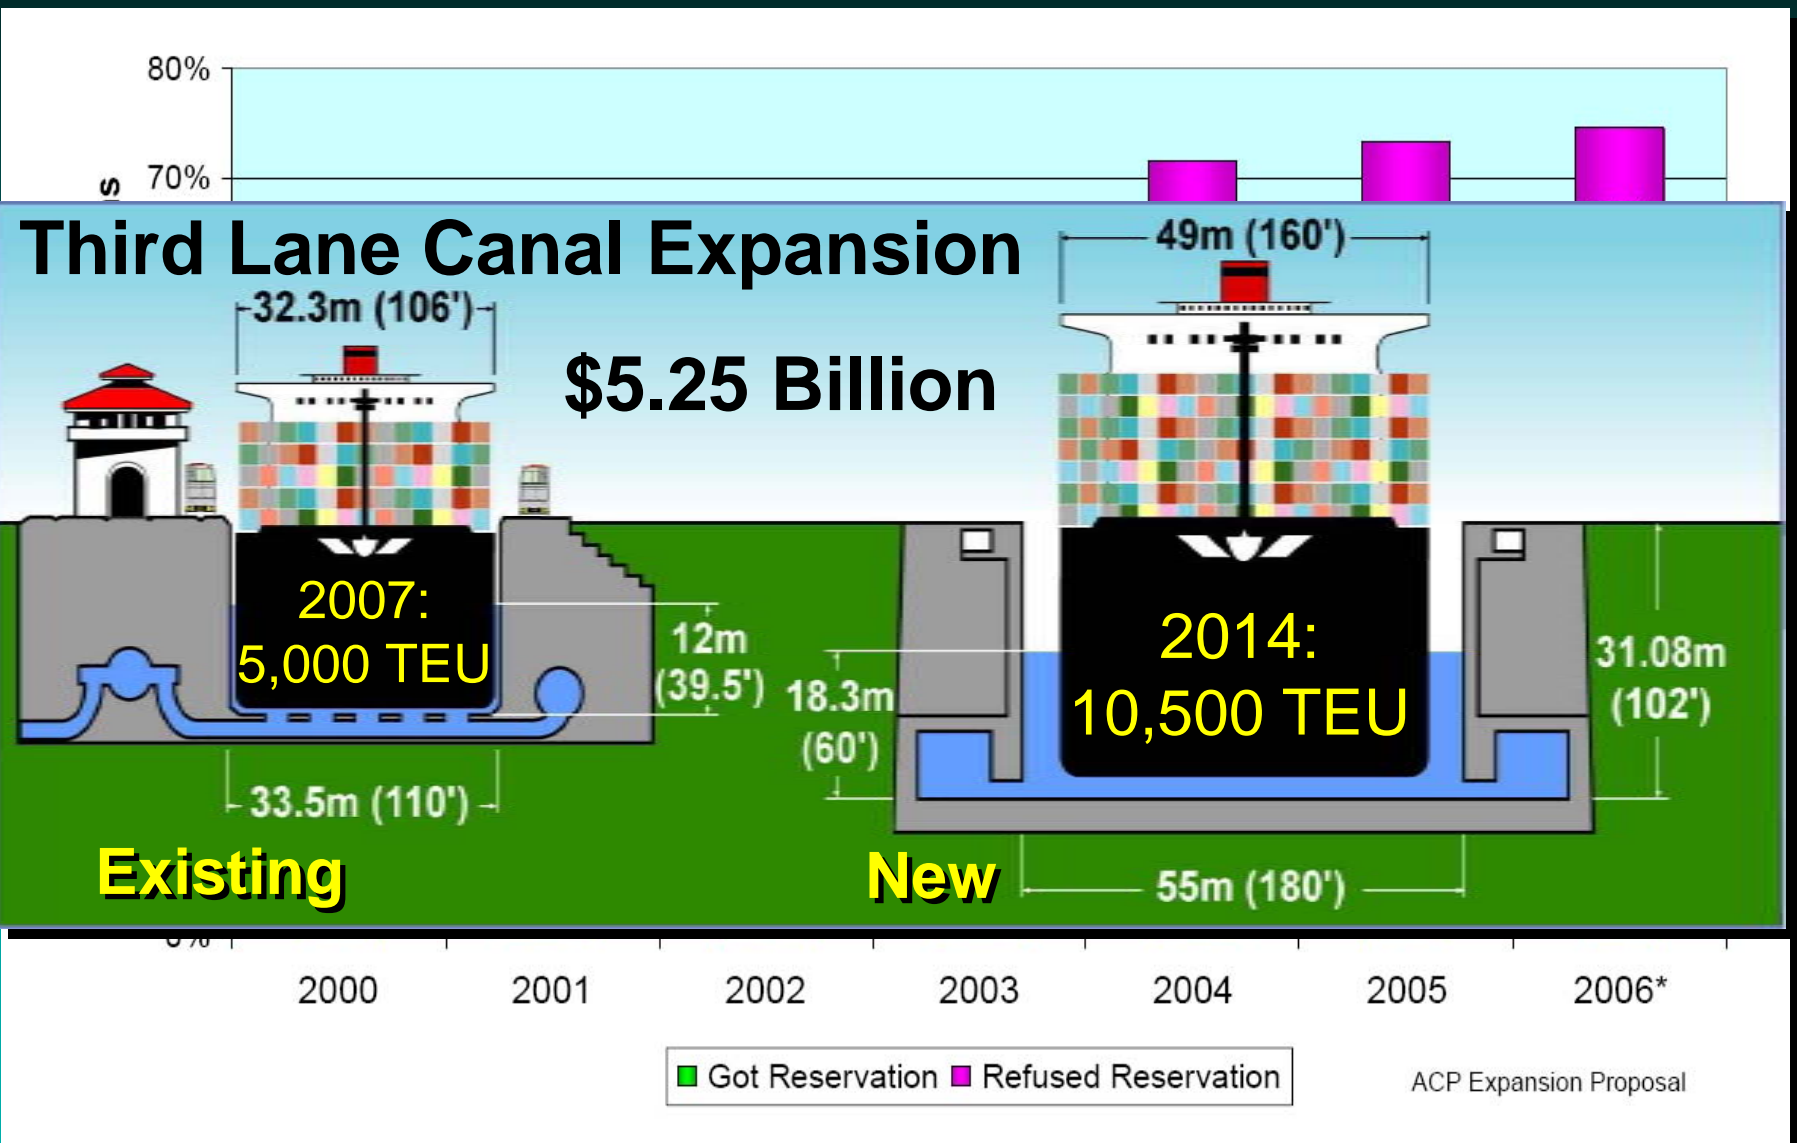 80%
70%
Third Lane Canal Expansion
49m (160')
32.3m (106')
$5.25 Billion
2007:
5,000 TEU
12m
(39.5')
18.3m
(60')
2014:
10,500 TEU
31.08m
(102')
33.5m (110')
55m (180')
Existing
New
2000 2001 2002 2003 2004 2005 2006*
Got Reservation Refused Reservation
ACP Expansion Proposal